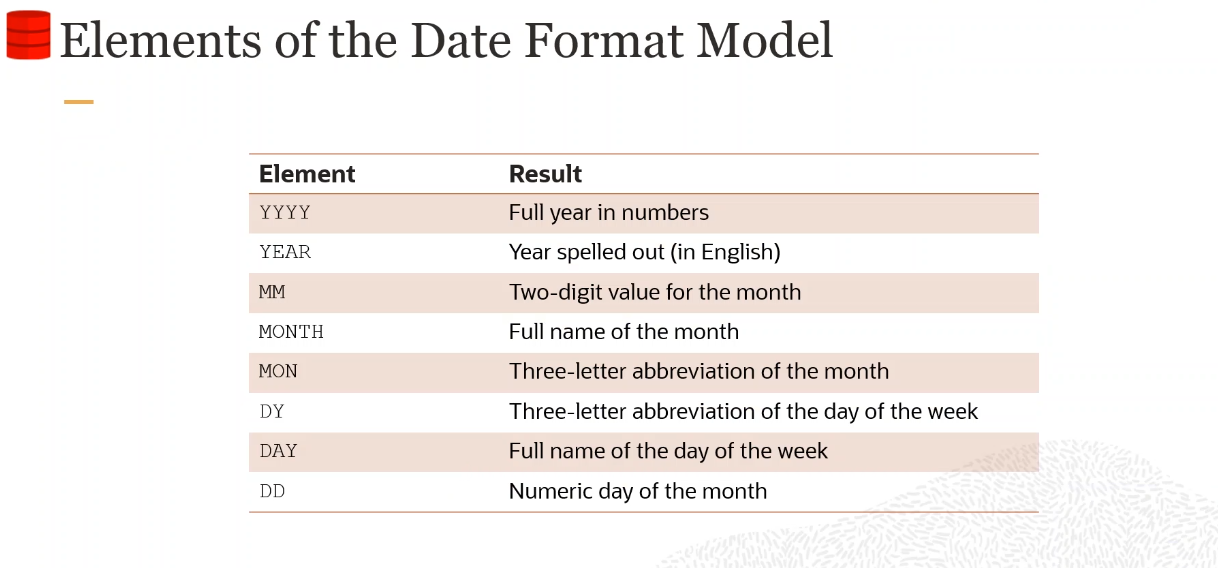 Elements of the Date Format Model
Element Result
YYYY Full year in numbers
YEAR Year spelled out (in English)
MM Two-digit value for the month
MONTH Full name of the month
MON Three-letter abbreviation of the month
DY Three-letter abbreviation of the day of the week
DAY Full name of the day of the week
DD Numeric day of the month